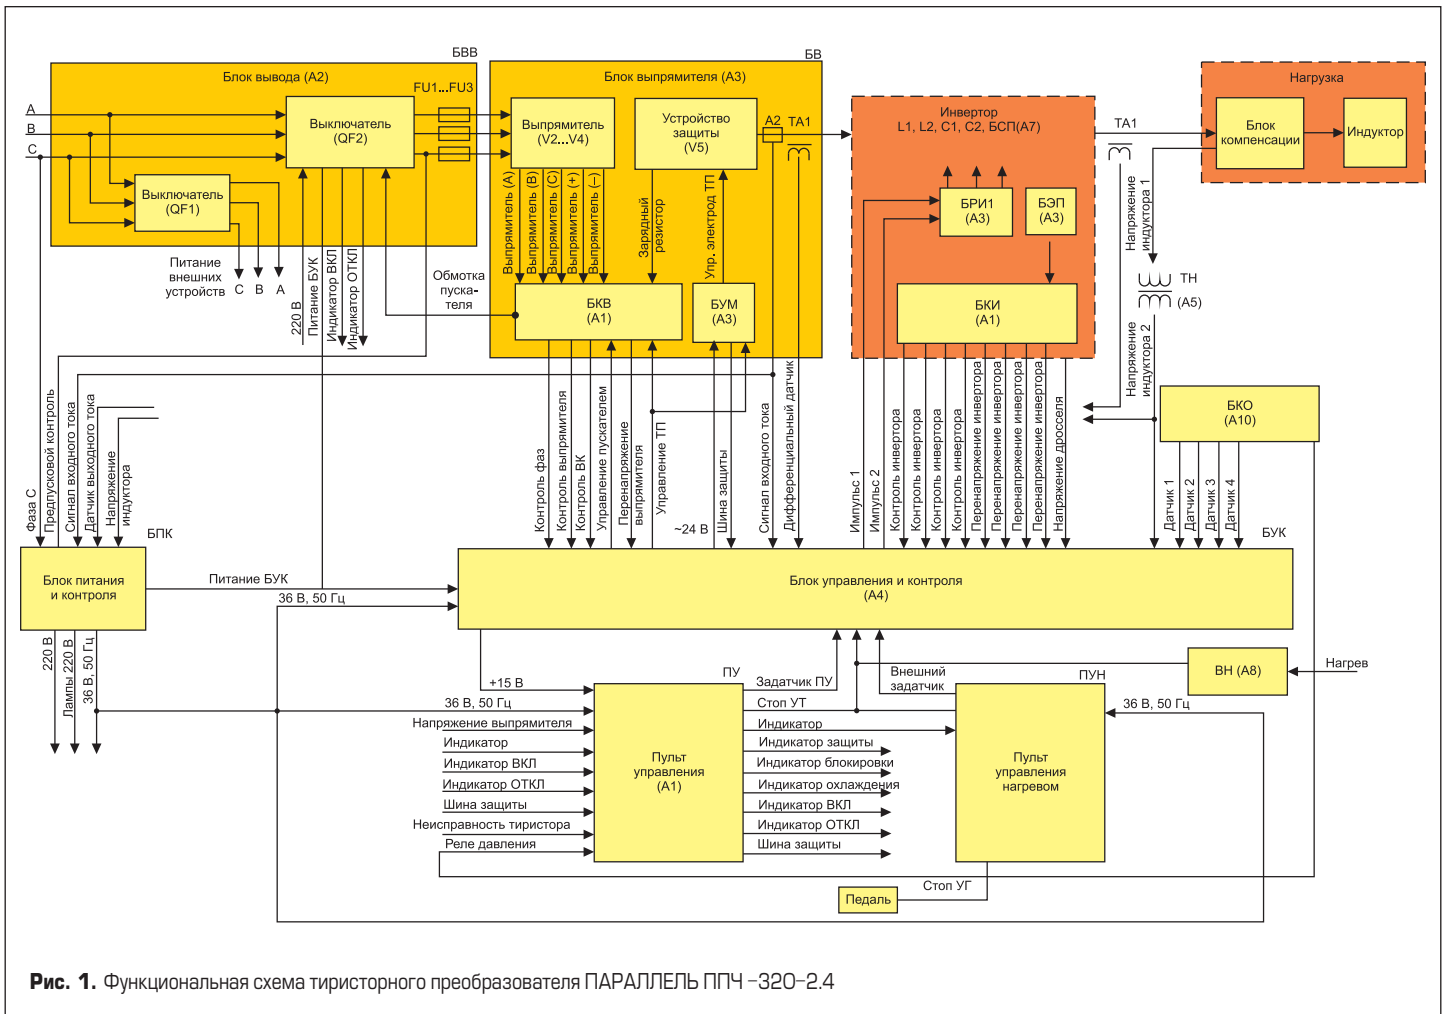 БВВ
Блок вывода (А2)
FU1...FU3
A
B
C
Выключатель
(QF2)
Выключатель
(QF1)
Питание
внешних
устройств
C
B
A
220 В
Питание БУК
Индикатор ВКЛ
Индикатор ОТКЛ
Обмотка
пуска-
теля
БВ
Блок выпрямителя (А3)
Выпрямитель
(V2...V4)
Устройство
защиты
(V5)
А2
ТА1
Выпрямитель (А)
Выпрямитель (В)
Выпрямитель (С)
Выпрямитель (+)
Выпрямитель (–)
Зарядный
резистор
Упр. электрод ТП
БКВ
(А1)
БУМ
(А3)
Инвертор
L1, L2, C1, C2, БСП(А7)
БРИ1
(А3)
БЭП
(А3)
БКИ
(А1)
ТА1
Нагрузка
Блок
компенсации
Индуктор
Напряжение
индуктора 1
ТН
(А5)
Напряжение
индуктора 2
БКО
(А10)
Фаза С
Предпусковой контроль
Сигнал входного тока
Датчик выходного тока
Напряжение
индуктора
Контроль фаз
Контроль выпрямителя
Контроль ВК
Управление пускателем
Перенапряжение
выпрямителя
Управление ТП
~24 В
Шина защиты
Сигнал входного тока
Дифференциальный датчик
Импульс 1
Импульс 2
Контроль инвертора
Контроль инвертора
Контроль инвертора
Контроль инвертора
Перенапряжение инвертора
Перенапряжение инвертора
Перенапряжение инвертора
Перенапряжение инвертора
Напряжение дросселя
Датчик 1
Датчик 2
Датчик 3
Датчик 4
БПК
БУК
Блок питания
и контроля
Питание БУК
36 В, 50 Гц
Блок управления и контроля
(А4)
220 В
Лампы 220 В
36 В, 50 Гц
+15 В
36 В, 50 Гц
Напряжение выпрямителя
Индикатор
Индикатор ВКЛ
Индикатор ОТКЛ
Шина защиты
Неисправность тиристора
Реле давления
ПУ
Пульт
управления
(А1)
Задатчик ПУ
Стоп УТ
Индикатор
Индикатор защиты
Индикатор блокировки
Индикатор охлаждения
Индикатор ВКЛ
Индикатор ОТКЛ
Шина защиты
Внешний
задатчик
ПУН
Пульт
управления
нагревом
ВН (А8)
Нагрев
36 В, 50 Гц
Педаль
Стоп УГ
Рис. 1. Функциональная схема тиристорного преобразователя ПАРАЛЛЕЛЬ ППЧ –320–2.4